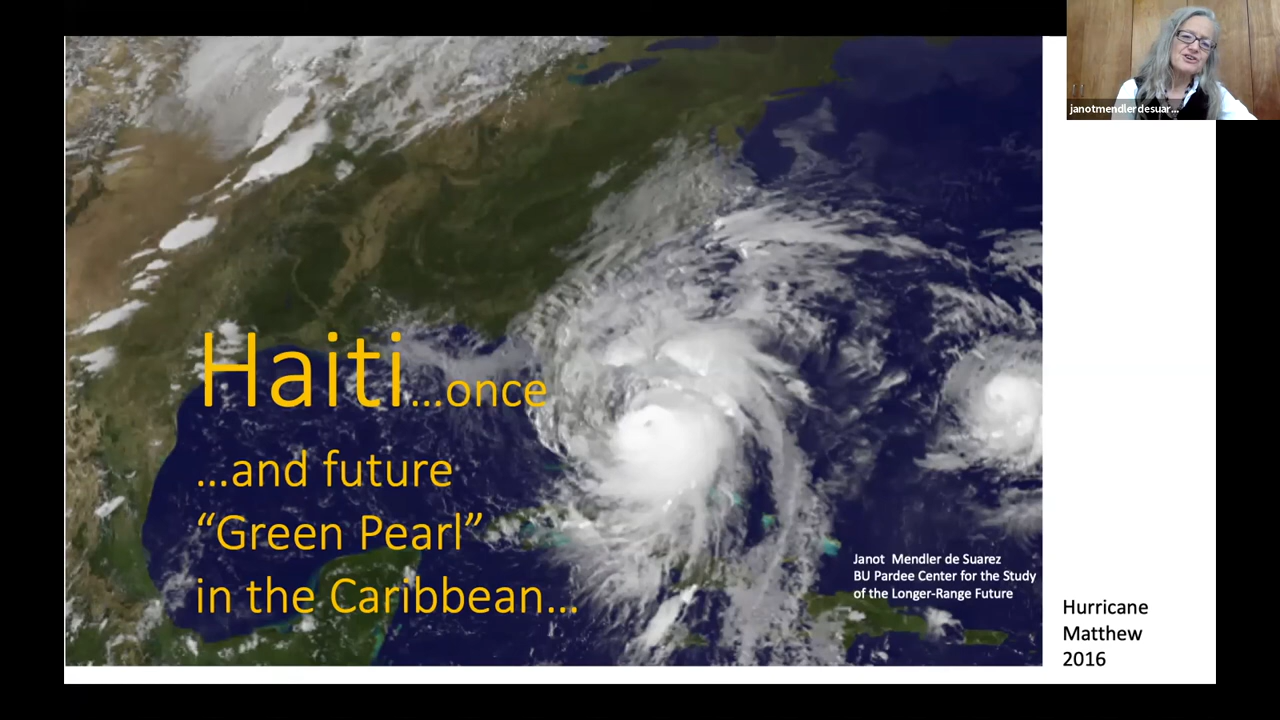 janotmendlerdesuar...
Haiti...once
...and future
“Green Pearl”
in the Caribbean...
Janot Mendler de Suarez
BU Pardee Center for the Study
of the Longer-Range Future
Hurricane
Matthew
2016